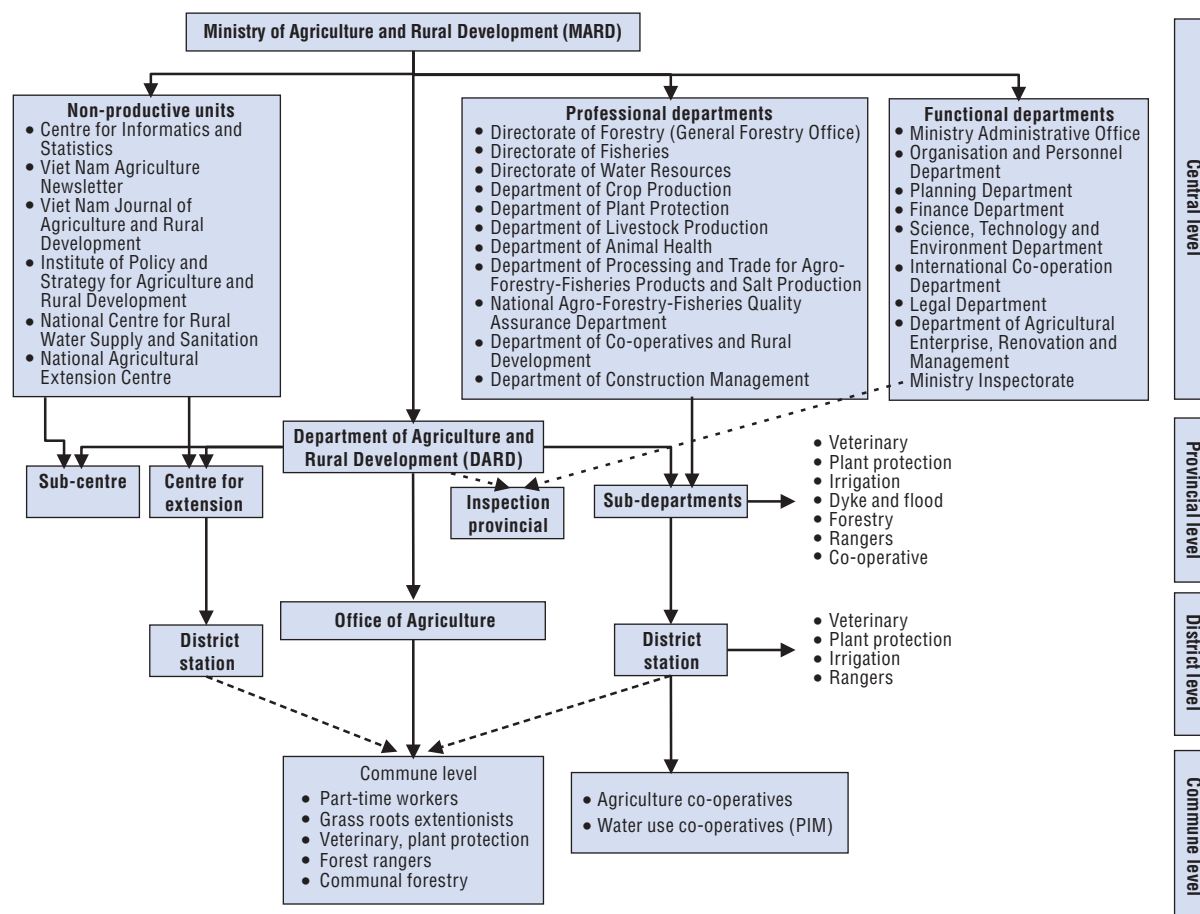 Ministry of Agriculture and Rural Development (MARD)
Non-productive units
• Centre for Informatics and
Statistics
• Viet Nam Agriculture
Newsletter
• Viet Nam Journal of
Agriculture and Rural
Development
• Institute of Policy and
Strategy for Agriculture and
Rural Development
• National Centre for Rural
Water Supply and Sanitation
• National Agricultural
Extension Centre
Professional departments
• Directorate of Forestry (General Forestry Office)
• Directorate of Fisheries
• Directorate of Water Resources
• Department of Crop Production
• Department of Plant Protection
• Department of Livestock Production
• Department of Animal Health
• Department of Processing and Trade for Agro-
Forestry-Fisheries Products and Salt Production
• National Agro-Forestry-Fisheries Quality
Assurance Department
• Department of Co-operatives and Rural
Development
• Department of Construction Management
Functional departments
• Ministry Administrative Office
• Organisation and Personnel
Department
• Planning Department
• Finance Department
• Science, Technology and
Environment Department
• International Co-operation
Department
• Legal Department
• Department of Agricultural
Enterprise, Renovation and
Management
• Ministry Inspectorate
Central level
Department of Agriculture and
Rural Development (DARD)
Sub-centre
Centre for
extension
Inspection
provincial
Sub-departments
• Veterinary
• Plant protection
• Irrigation
• Dyke and flood
• Forestry
• Rangers
• Co-operative
Provincial level
District
station
Office of Agriculture
District
station
• Veterinary
• Plant protection
• Irrigation
• Rangers
District level
Commune level
• Part-time workers
• Grass roots extentionists
• Veterinary, plant protection
• Forest rangers
• Communal forestry
• Agriculture co-operatives
• Water use co-operatives (PIM)
Commune level